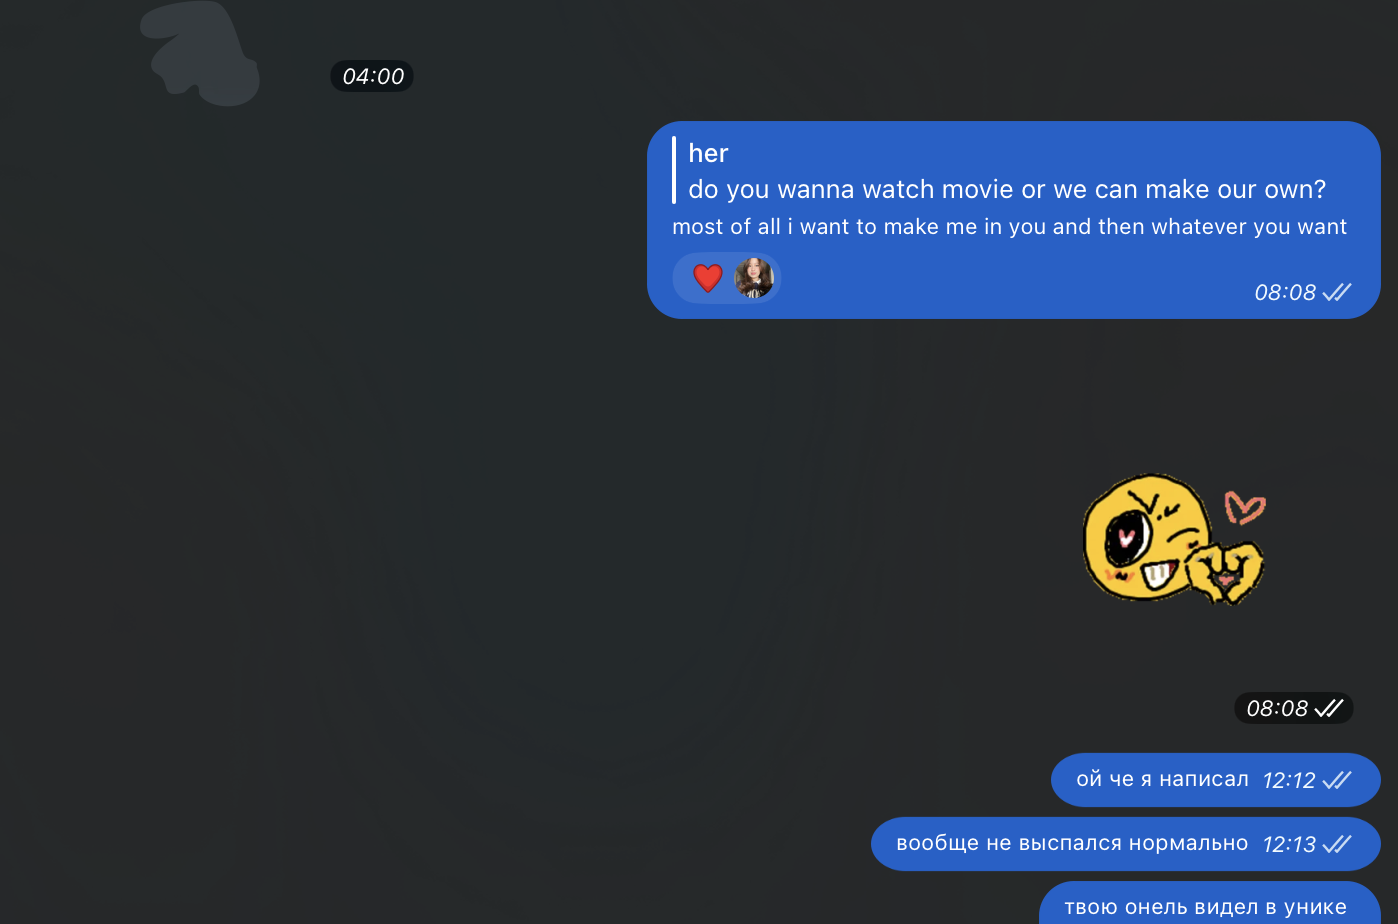 04:00
her
do you wanna watch movie or we can make our own?
most of all i want to make me in you and then whatever you want
08:08
08:08
ой че я написал 12:12
вообще не выспался нормально 12:13
твою онель видел в унике